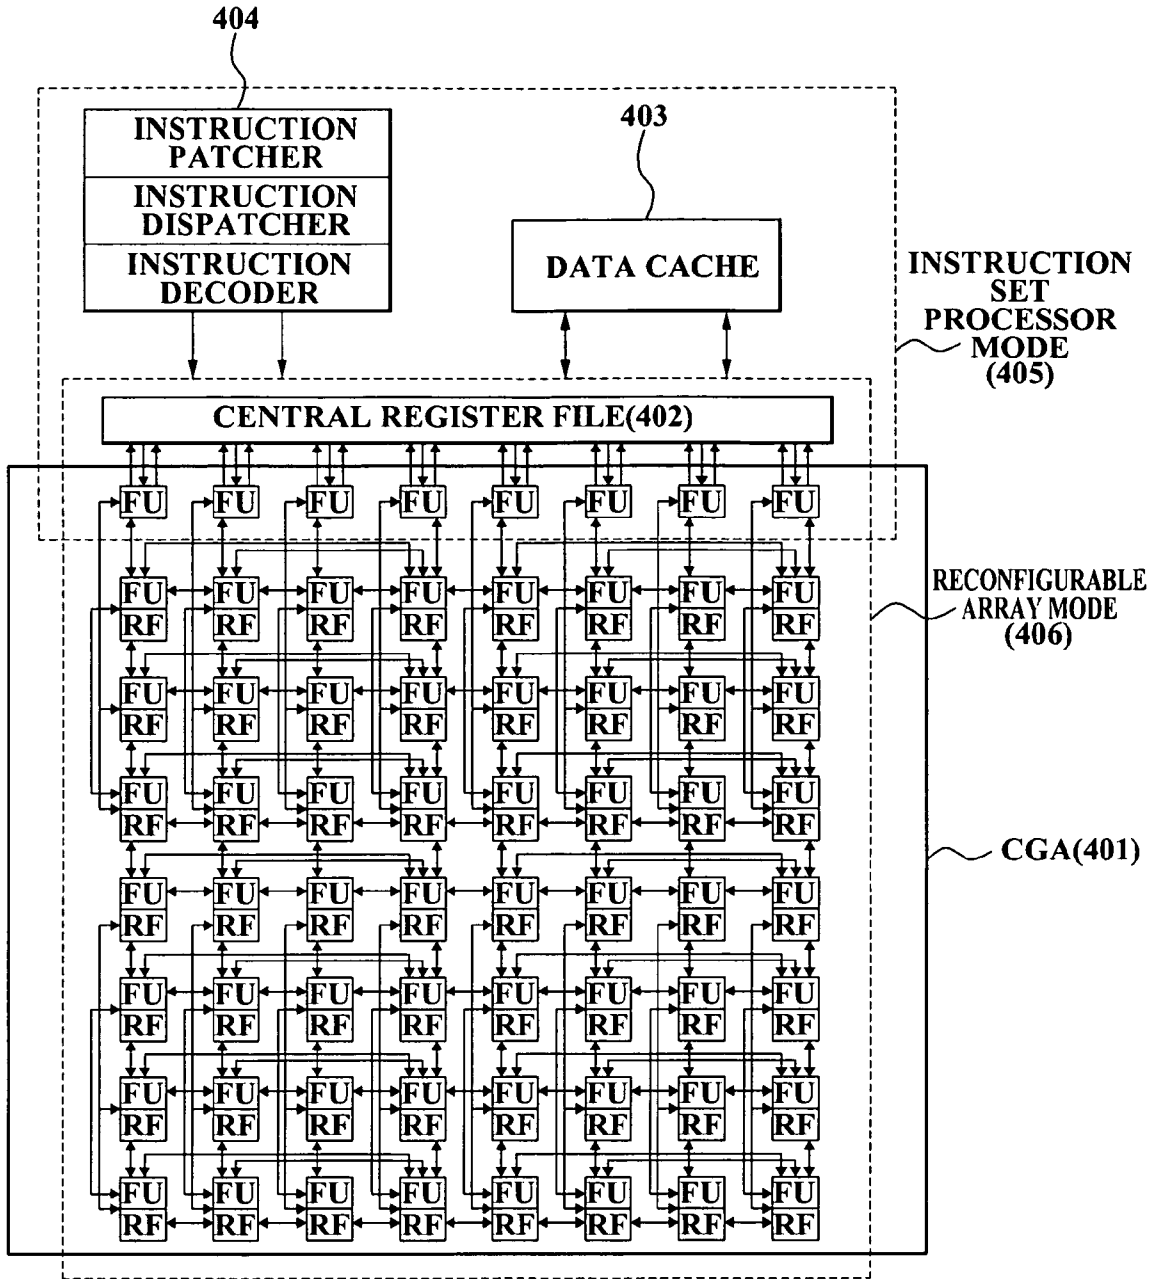 404
INSTRUCTION
PATCHER
INSTRUCTION
DISPATCHER
INSTRUCTION
DECODER
403
DATA CACHE
INSTRUCTION
SET
PROCESSOR
MODE
(405)
CENTRAL REGISTER FILE(402)
FU FU FU FU FU FU FU FU
FU FU FU FU FU FU FU FU
RF RF RF RF RF RF RF RF
RECONFIGURABLE
ARRAY MODE
(406)
FU FU FU FU FU FU FU FU
RF RF RF RF RF RF RF RF
FU FU FU FU FU FU FU FU
RF RF RF RF RF RF RF RF
CGA(401)
FU FU FU FU FU FU FU FU
RF RF RF RF RF RF RF RF
FU FU FU FU FU FU FU FU
RF RF RF RF RF RF RF RF
FU FU FU FU FU FU FU FU
RF RF RF RF RF RF RF RF
FU FU FU FU FU FU FU FU
RF RF RF RF RF RF RF RF